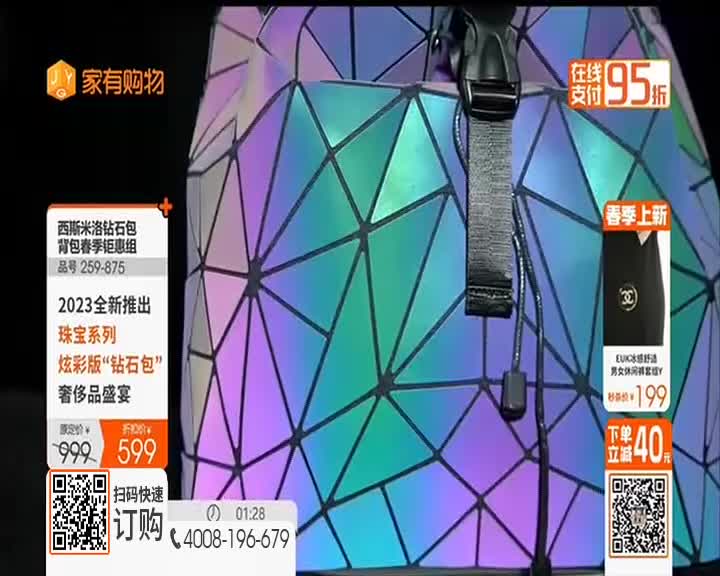 JYG 家有购物
在线
支付 95折
西斯米洛钻石包
背包春季钜惠组
品号 259-875
2023全新推出
珠宝系列
炫彩版“钻石包”
奢侈品盛宴
折扣价¥
999 599
扫码快速
订购
01:28
4008-196-679
春季上新
EUK冰感舒适
男女休闲裤套组Y
秒杀价¥199
下单
立减40元